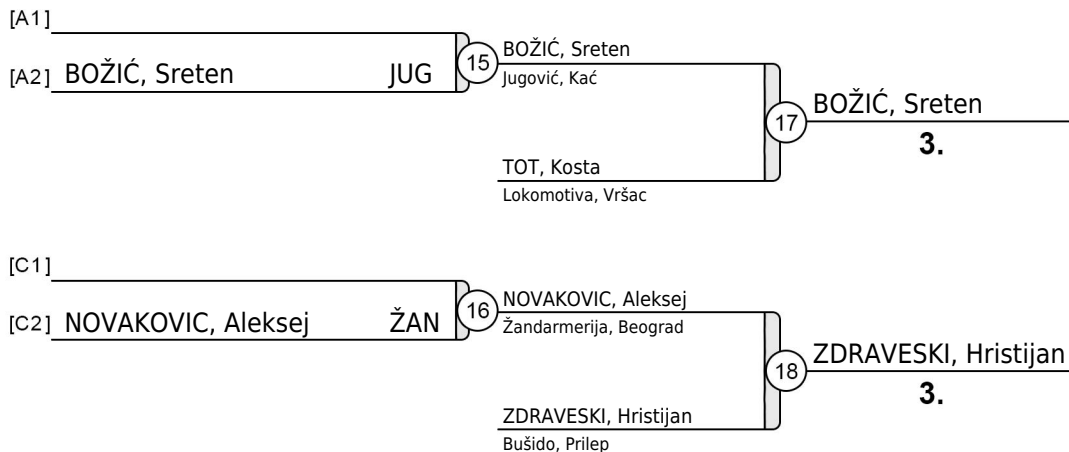 [A1]
[A2] BOŽIĆ, Sreten JUG
15
BOŽIĆ, Sreten
Jugović, Kać
TOT, Kosta
Lokomotiva, Vršac
17
BOŽIĆ, Sreten
3.
[C1]
[C2] NOVAKOVIC, Aleksej ŽAN
16
NOVAKOVIC, Aleksej
Žandarmerija, Beograd
ZDRAVESKI, Hristijan
Bušido, Prilep
18
ZDRAVESKI, Hristijan
3.